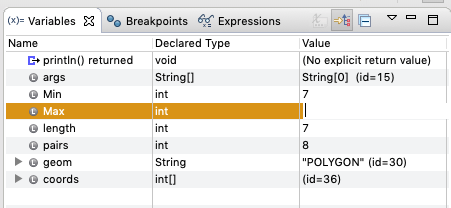 (x)= Variables Breakpoints Expressions
Name Declared Type Value
println() returned void (No explicit return value)
args String[] String[0] (id=15)
Min int 7
Max int
length int 7
pairs int 8
geom String "POLYGON" (id=30)
coords int[] (id=36)